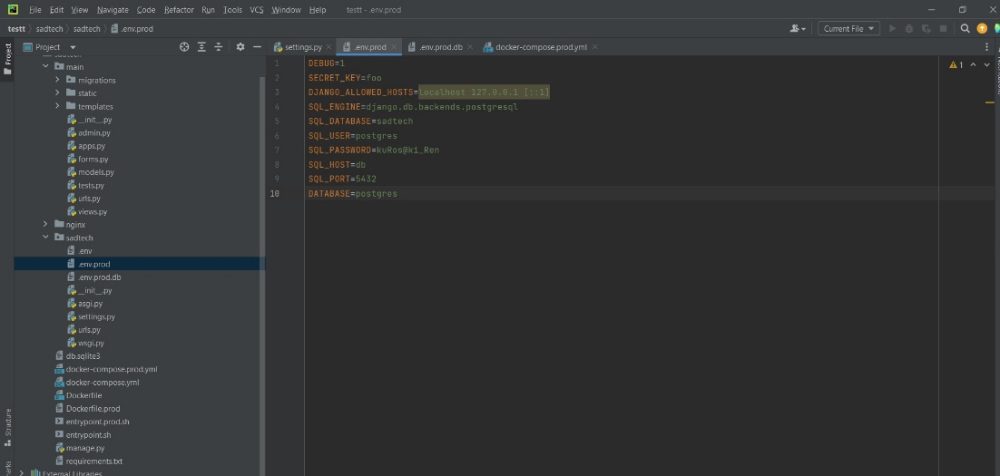 File Edit View Navigate Code Refactor Run Tools VCS Window Help testt - .env.prod
testt sadtech sadtech .env.prod Current File
Project settings.py .env.prod .env.prod.db docker-compose.prod.yml
Project
main
migrations
static
templates
__init__.py
admin.py
apps.py
forms.py
models.py
tests.py
urls.py
views.py
nginx
sadtech
.env
.env.prod
.env.prod.db
__init__.py
asgi.py
settings.py
urls.py
wsgi.py
db.sqlite3
docker-compose.prod.yml
docker-compose.yml
Dockerfile
Dockerfile.prod
entrypoint.prod.sh
entrypoint.sh
manage.py
requirements.txt
External Libraries
Structure
1 DEBUG=1
2 SECRET_KEY=foo
3 DJANGO_ALLOWED_HOSTS=localhost 127.0.0.1 [::1]
4 SQL_ENGINE=django.db.backends.postgresql
5 SQL_DATABASE=sadtech
6 SQL_USER=postgres
7 SQL_PASSWORD=kuRos@ki_Ren
8 SQL_HOST=db
9 SQL_PORT=5432
10 DATABASE=postgres
1